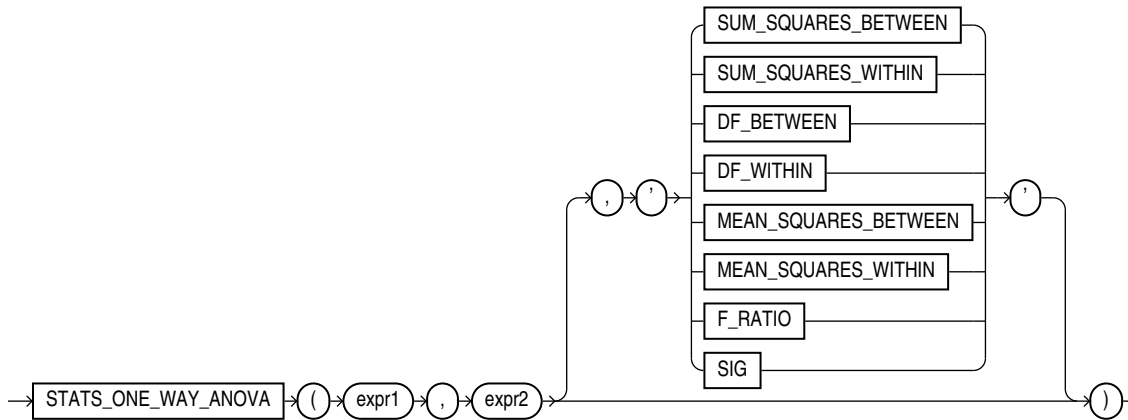 SUM_SQUARES_BETWEEN
SUM_SQUARES_WITHIN
DF_BETWEEN
DF_WITHIN
, ' '
MEAN_SQUARES_BETWEEN
MEAN_SQUARES_WITHIN
F_RATIO
SIG
STATS_ONE_WAY_ANOVA ( expr1 , expr2 )